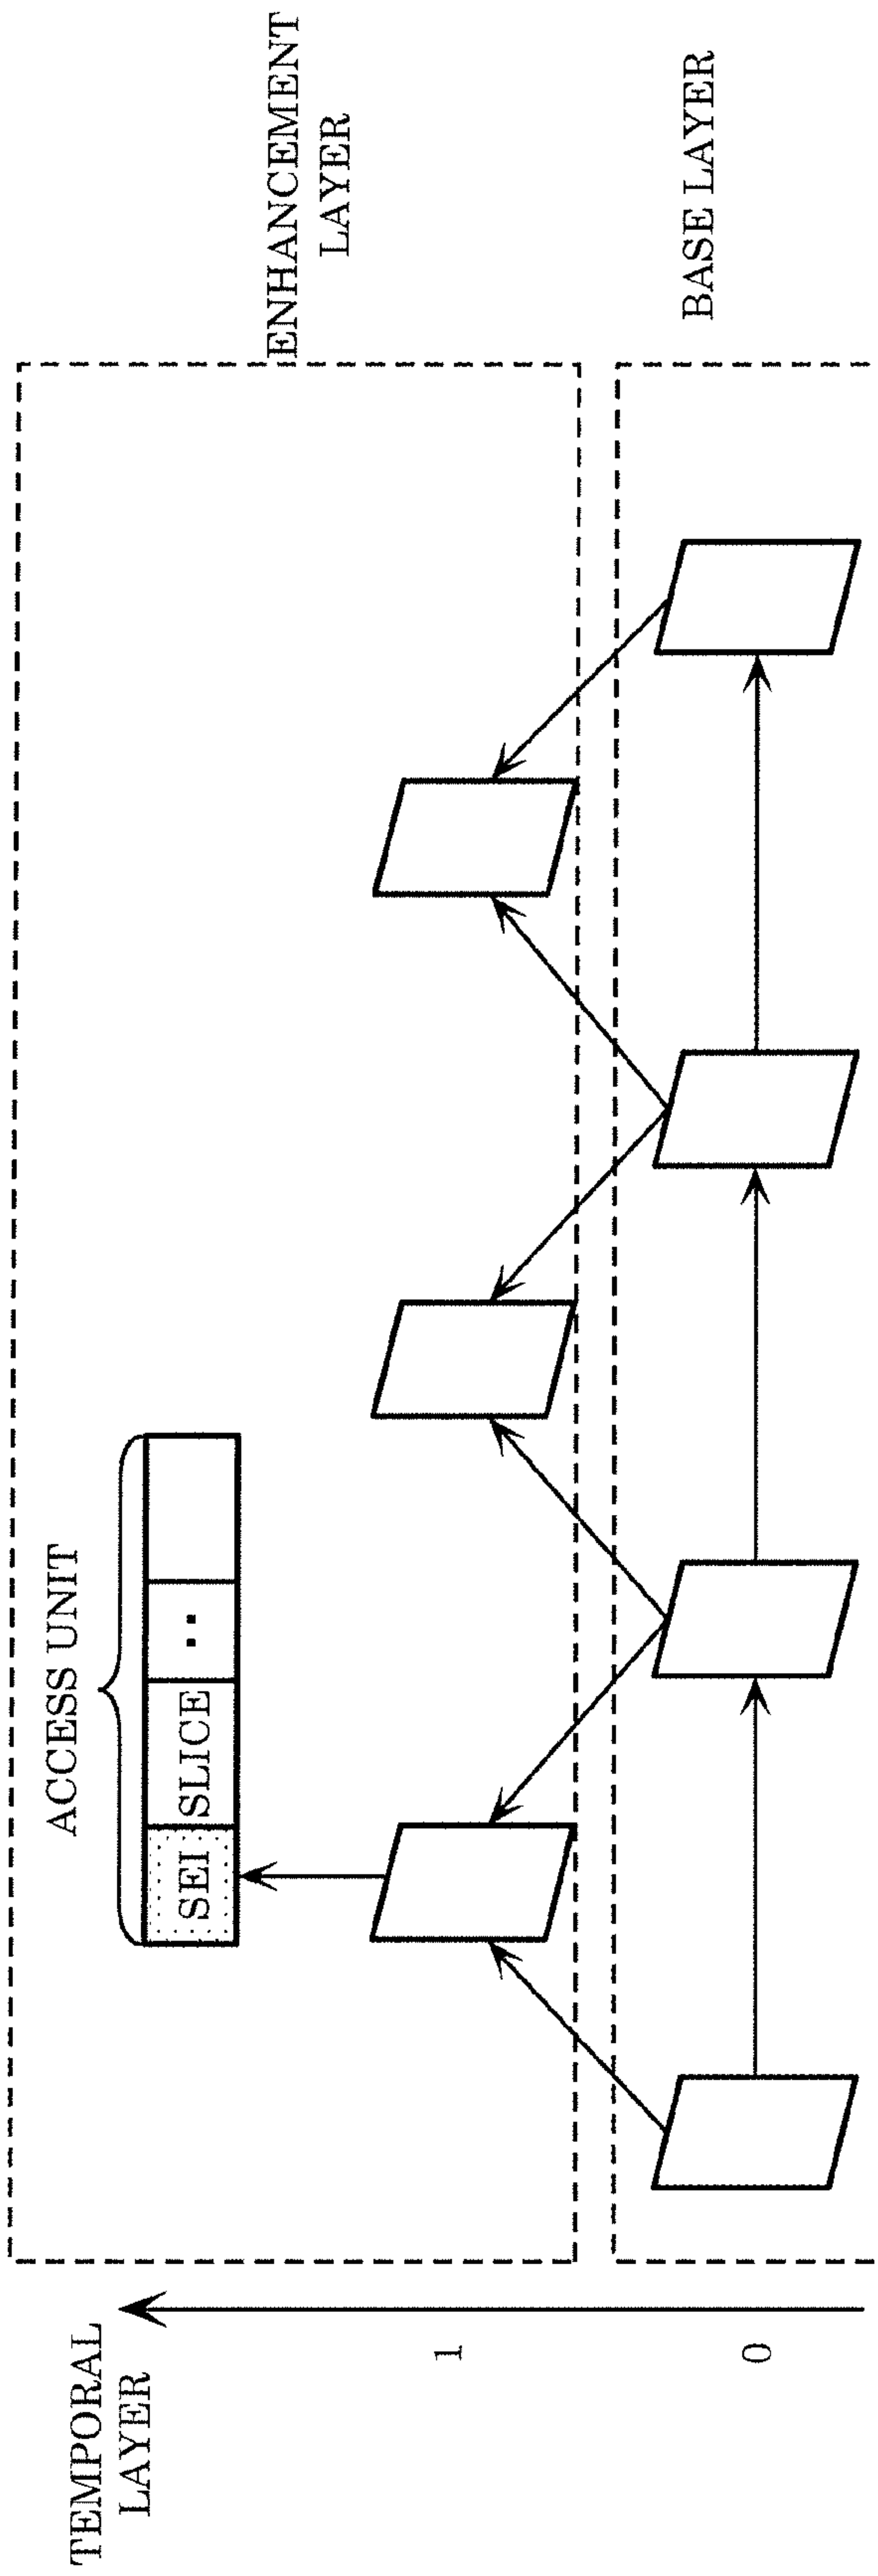 TEMPORAL
LAYER
1
0
ACCESS UNIT
SEI
SLICE
..
ENHANCEMENT
LAYER
BASE LAYER